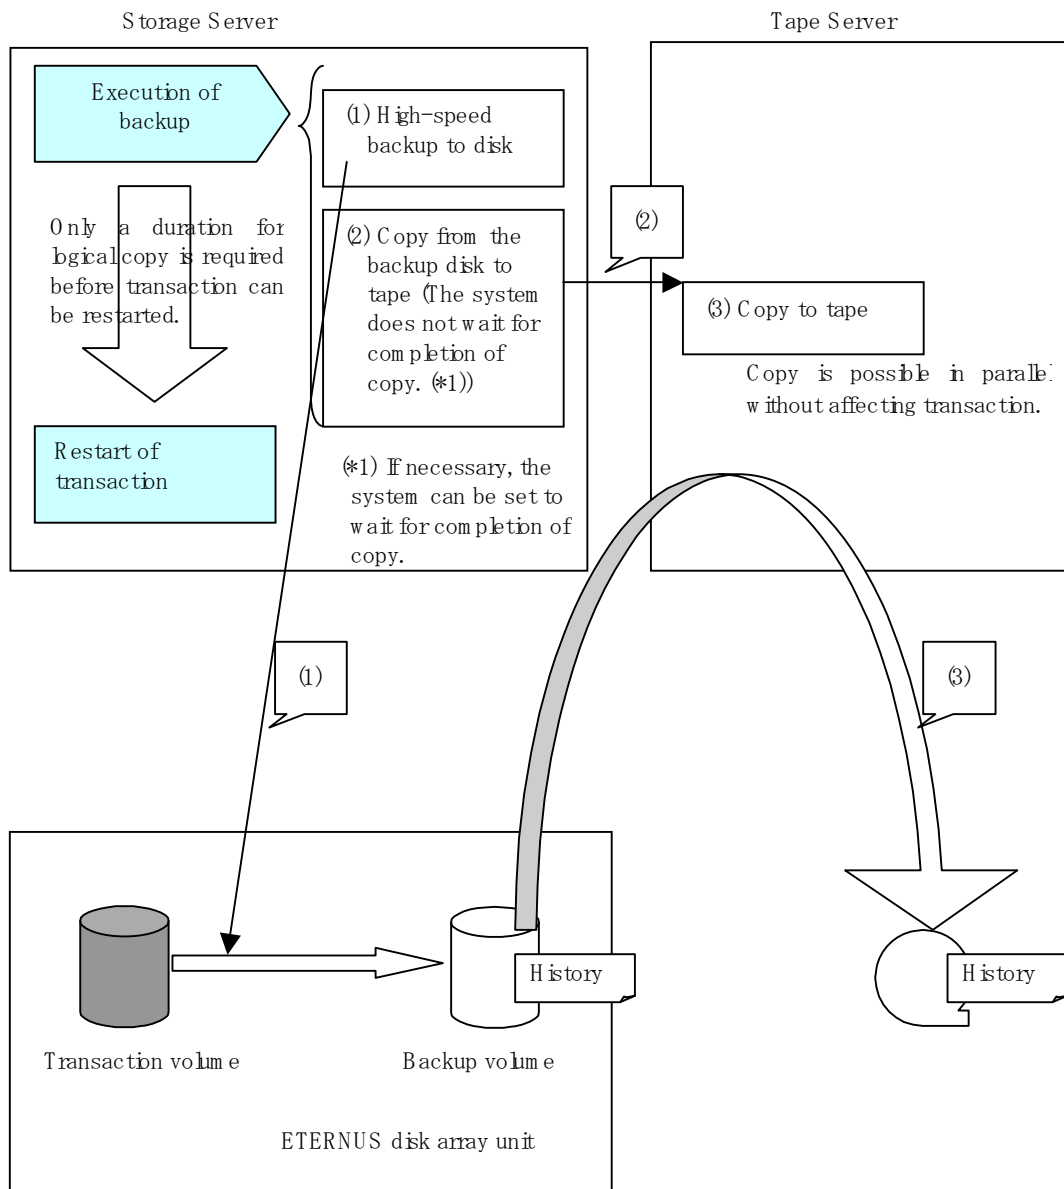 Storage Server
Tape Server
Execution of
backup
(1) High-speed
backup to disk
Only a duration for
logical copy is required
before transaction can
be restarted.
(2) Copy from the
backup disk to
tape (The system
does not wait for
completion of
copy. (*1))
(2)
(3) Copy to tape
Copy is possible in parallel
without affecting transaction.
Restart of
transaction
(*1) If necessary, the
system can be set to
wait for completion of
copy.
(1)
(3)
History
History
Transaction volume
Backup volume
ETERNUS disk array unit